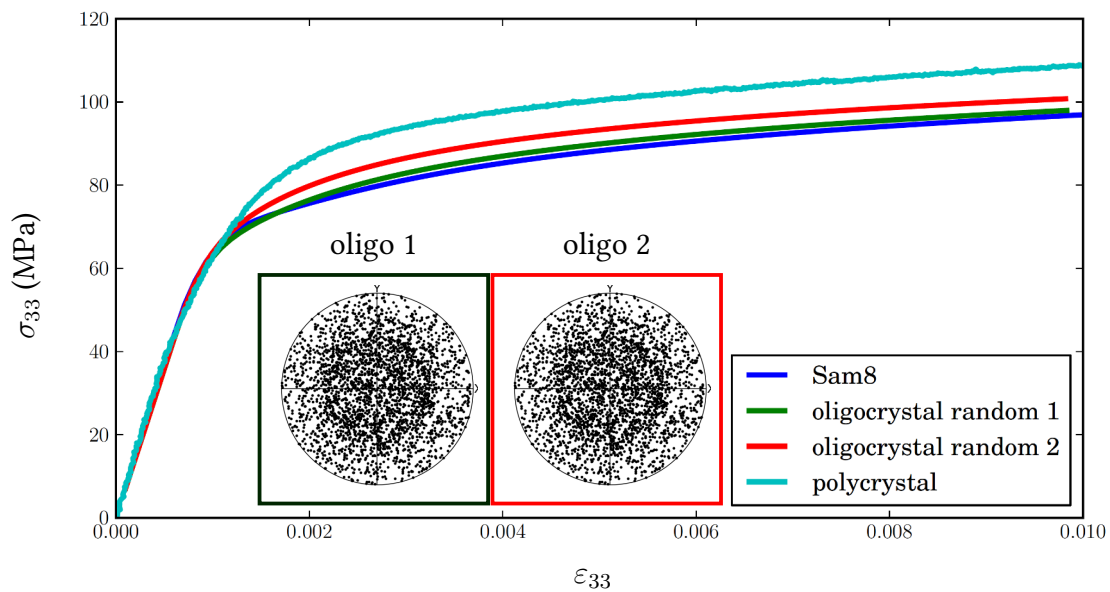 120
100
80
60
40
20
0
σ33 (MPa)
oligo 1
oligo 2
Y
Y
Sam8
oligocrystal random 1
oligocrystal random 2
polycrystal
0.000
0.002
0.004
0.006
0.008
0.010
ε33